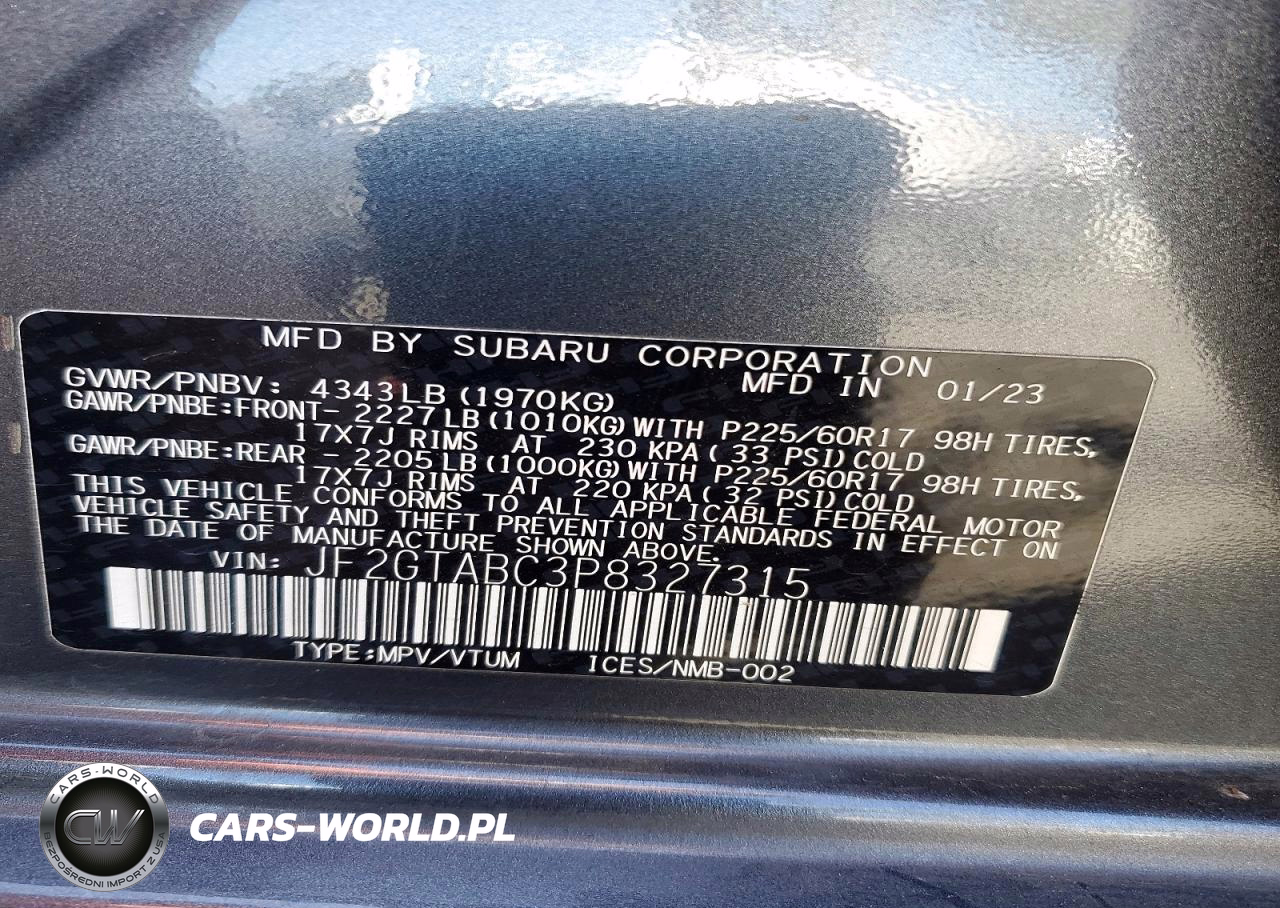 MFD BY SUBARU CORPORATION
GVWR/PNBV: 4343LB(1970KG) MFD IN 01/23
GAWR/PNBE:FRONT- 2227LB(1010KG)WITH P225/60R17 98H TIRES,
17X7J RIMS AT 230 KPA( 33 PSI)COLD
GAWR/PNBE:REAR - 2205LB(1000KG)WITH P225/60R17 98H TIRES,
17X7J RIMS AT 220 KPA( 32 PSI)COLD
THIS VEHICLE CONFORMS TO ALL APPLICABLE FEDERAL MOTOR
VEHICLE SAFETY AND THEFT PREVENTION STANDARDS IN EFFECT ON
THE DATE OF MANUFACTURE SHOWN ABOVE.
VIN: JF2GTABC3P8327315
TYPE:MPV/VTUM ICES/NMB-002
CARS-WORLD
CW
BEZPOŚREDNI IMPORT Z USA
CARS-WORLD.PL